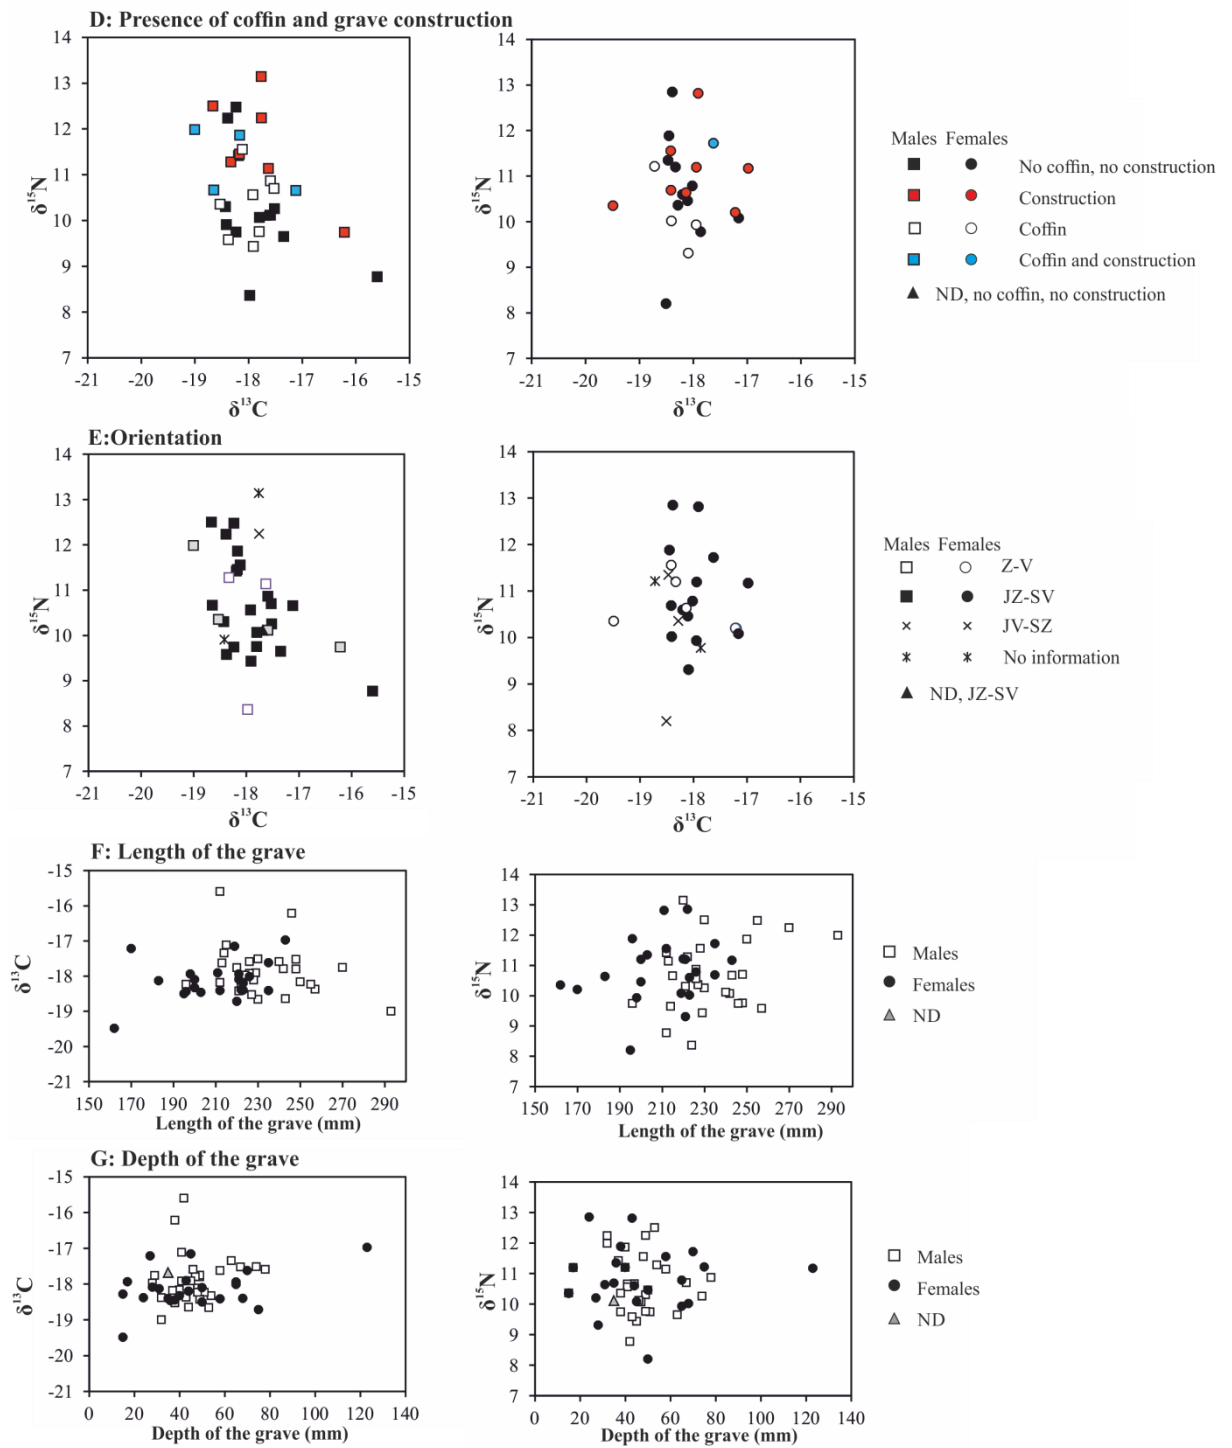 D: Presence of coffin and grave construction
14
13
12
11
10
9
8
7
δ¹⁵N
-21 -20 -19 -18 -17 -16 -15
δ¹³C
14
13
12
11
10
9
8
7
δ¹⁵N
-21 -20 -19 -18 -17 -16 -15
δ¹³C
Males Females
No coffin, no construction
Construction
Coffin
Coffin and construction
ND, no coffin, no construction
E:Orientation
14
13
12
11
10
9
8
7
δ¹⁵N
-21 -20 -19 -18 -17 -16 -15
δ¹³C
14
13
12
11
10
9
8
7
δ¹⁵N
-21 -20 -19 -18 -17 -16 -15
δ¹³C
Males Females
Z-V
JZ-SV
JV-SZ
No information
ND, JZ-SV
F: Length of the grave
-15
-16
-17
-18
-19
-20
-21
δ¹³C
150 170 190 210 230 250 270 290
Length of the grave (mm)
14
13
12
11
10
9
8
7
δ¹⁵N
150 170 190 210 230 250 270 290
Length of the grave (mm)
Males
Females
ND
G: Depth of the grave
-15
-16
-17
-18
-19
-20
-21
δ¹³C
0 20 40 60 80 100 120 140
Depth of the grave (mm)
14
13
12
11
10
9
8
7
δ¹⁵N
0 20 40 60 80 100 120 140
Depth of the grave (mm)
Males
Females
ND